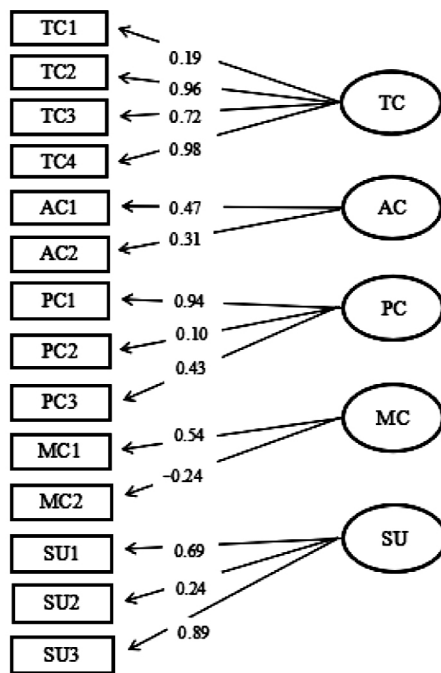 TC1
0.19
TC2
0.96
TC
TC3
0.72
TC4
0.98
AC1
0.47
AC
AC2
0.31
PC1
0.94
PC
PC2
0.10
PC3
0.43
MC1
0.54
MC
MC2
−0.24
SU1
0.69
SU
SU2
0.24
SU3
0.89